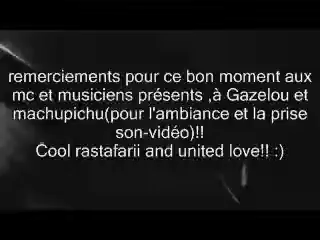 remerciements pour ce bon moment aux
mc et musiciens présents ,à Gazelou et
machupichu(pour l'ambiance et la prise
son-vidéo)!!
Cool rastafarii and united love!! :)